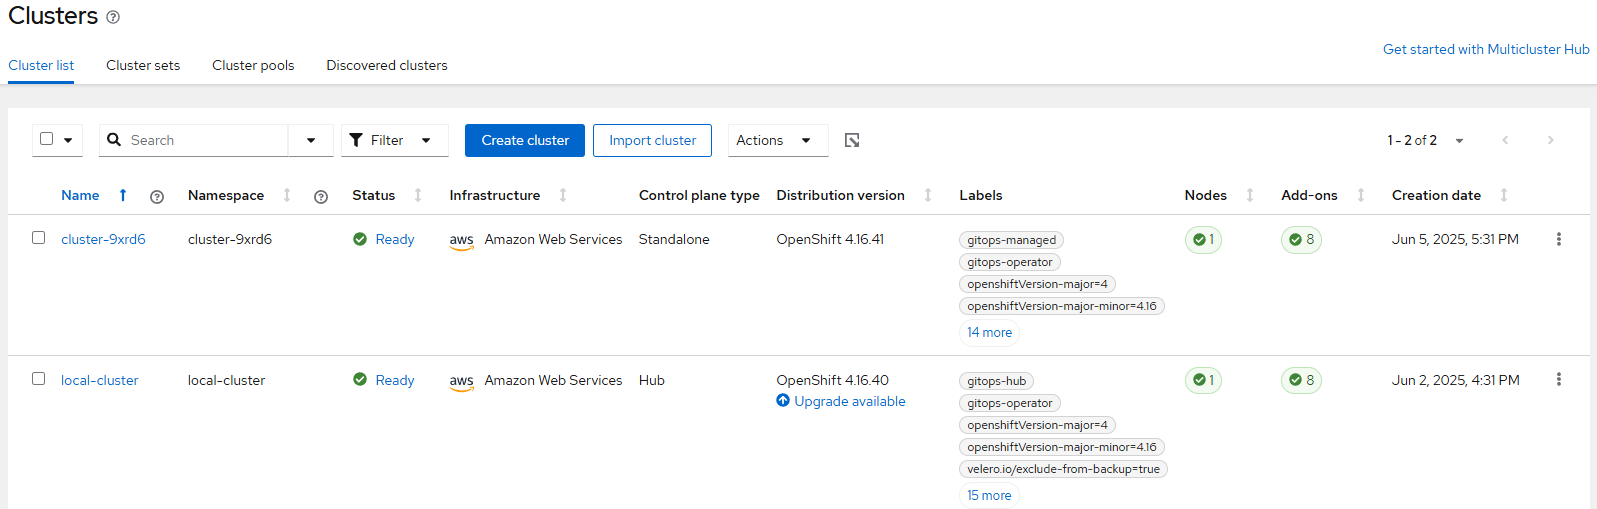 Clusters
Get started with Multicluster Hub
Cluster list Cluster sets Cluster pools Discovered clusters
Search Filter Create cluster Import cluster Actions 1 - 2 of 2
Name Namespace Status Infrastructure Control plane type Distribution version Labels Nodes Add-ons Creation date
cluster-9xrd6 cluster-9xrd6 Ready aws Amazon Web Services Standalone OpenShift 4.16.41 gitops-managed 1 8 Jun 5, 2025, 5:31 PM
gitops-operator
openshiftVersion-major=4
openshiftVersion-major-minor=4.16
14 more
local-cluster local-cluster Ready aws Amazon Web Services Hub OpenShift 4.16.40 gitops-hub 1 8 Jun 2, 2025, 4:31 PM
Upgrade available gitops-operator
openshiftVersion-major=4
openshiftVersion-major-minor=4.16
velero.io/exclude-from-backup=true
15 more